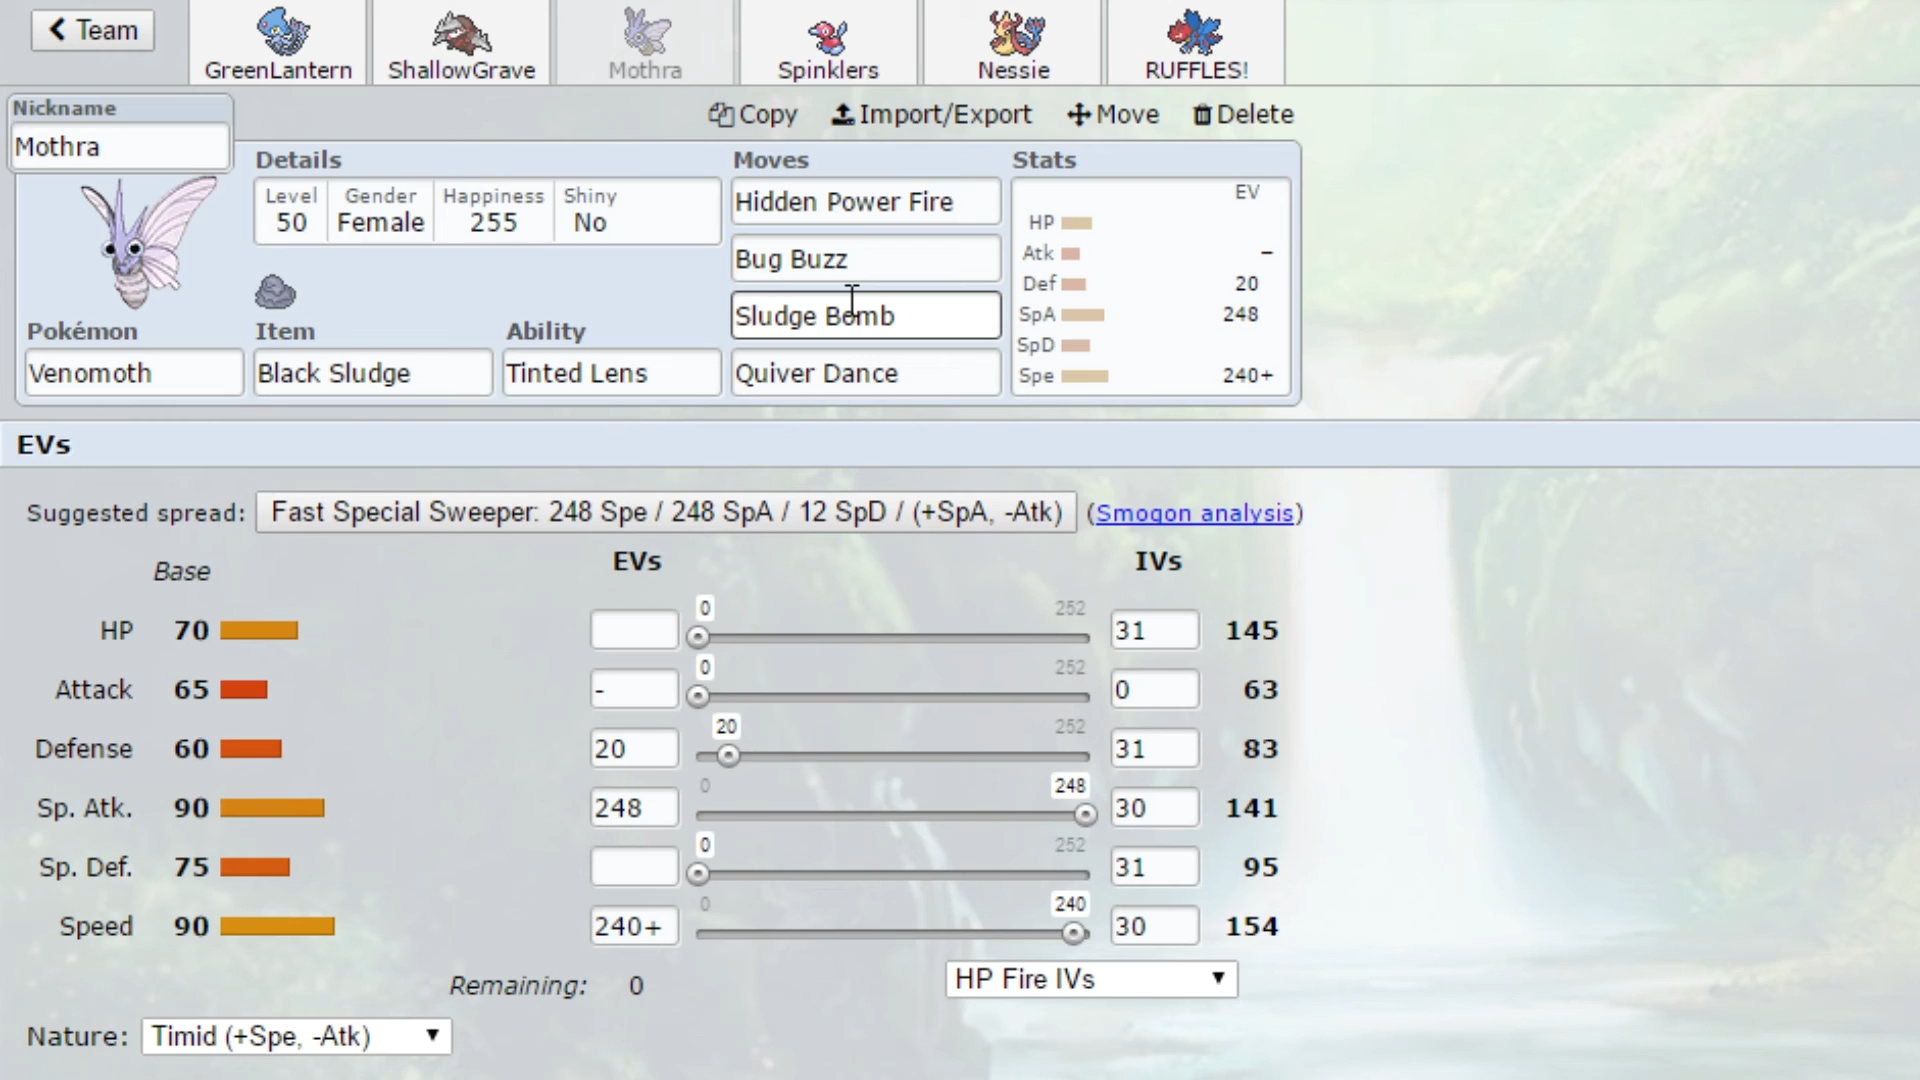 Team
GreenLantern
ShallowGrave
Mothra
Spinklers
Nessie
RUFFLES!
Nickname
Mothra
Copy
Import/Export
Move
Delete
Details
Moves
Stats
Level
Gender
Happiness
Shiny
50
Female
255
No
Hidden Power Fire
Bug Buzz
Sludge Bomb
Quiver Dance
EV
HP
Atk –
Def 20
SpA 248
SpD
Spe 240+
Pokémon
Item
Ability
Venomoth
Black Sludge
Tinted Lens
EVs
Suggested spread: Fast Special Sweeper: 248 Spe / 248 SpA / 12 SpD / (+SpA, -Atk) (Smogon analysis)
Base EVs IVs
HP 70 0 252 31 145
Attack 65 - 0 252 0 63
Defense 60 20 20 252 31 83
Sp. Atk. 90 248 0 248 30 141
Sp. Def. 75 0 252 31 95
Speed 90 240+ 0 240 30 154
Remaining: 0 HP Fire IVs
Nature: Timid (+Spe, -Atk)